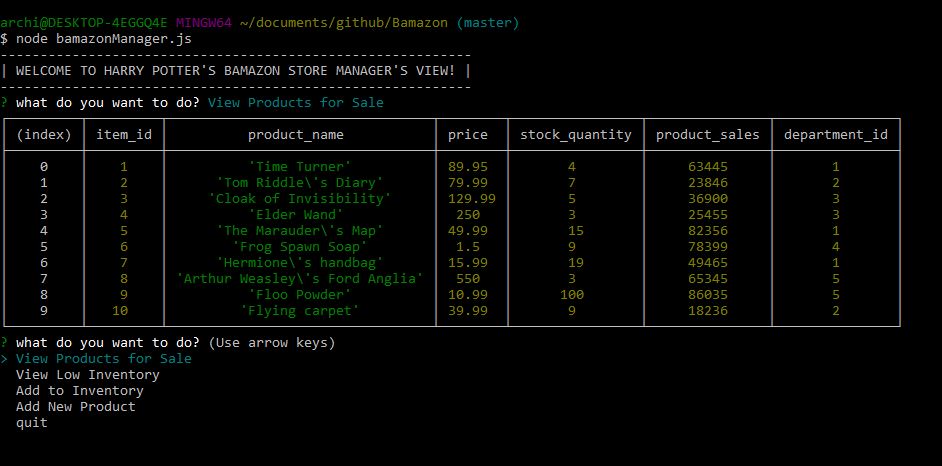 archi@DESKTOP-4EGGQ4E MINGW64 ~/documents/github/Bamazon (master)
$ node bamazonManager.js
-----------------------------------------------------------
| WELCOME TO HARRY POTTER'S BAMAZON STORE MANAGER'S VIEW! |
-----------------------------------------------------------
? what do you want to do? View Products for Sale
(index) item_id product_name price stock_quantity product_sales department_id
0 1 'Time Turner' 89.95 4 63445 1
1 2 'Tom Riddle\'s Diary' 79.99 7 23846 2
2 3 'Cloak of Invisibility' 129.99 5 36900 3
3 4 'Elder Wand' 250 3 25455 3
4 5 'The Marauder\'s Map' 49.99 15 82356 1
5 6 'Frog Spawn Soap' 1.5 9 78399 4
6 7 'Hermione\'s handbag' 15.99 19 49465 1
7 8 'Arthur Weasley\'s Ford Anglia' 550 3 65345 5
8 9 'Floo Powder' 10.99 100 86035 5
9 10 'Flying carpet' 39.99 9 18236 2
? what do you want to do? (Use arrow keys)
> View Products for Sale
View Low Inventory
Add to Inventory
Add New Product
quit